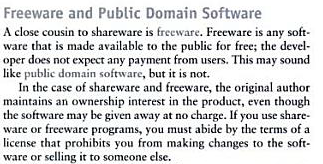 Freeware and Public Domain Software
A close cousin to shareware is freeware. Freeware is any soft-
ware that is made available to the public for free; the devel-
oper does not expect any payment from users. This may sound
like public domain software, but it is not.
In the case of shareware and freeware, the original author
maintains an ownership interest in the product, even though
the software may be given away at no charge. If you use share-
ware or freeware programs, you must abide by the terms of a
license that prohibits you from making changes to the soft-
ware or selling it to someone else.